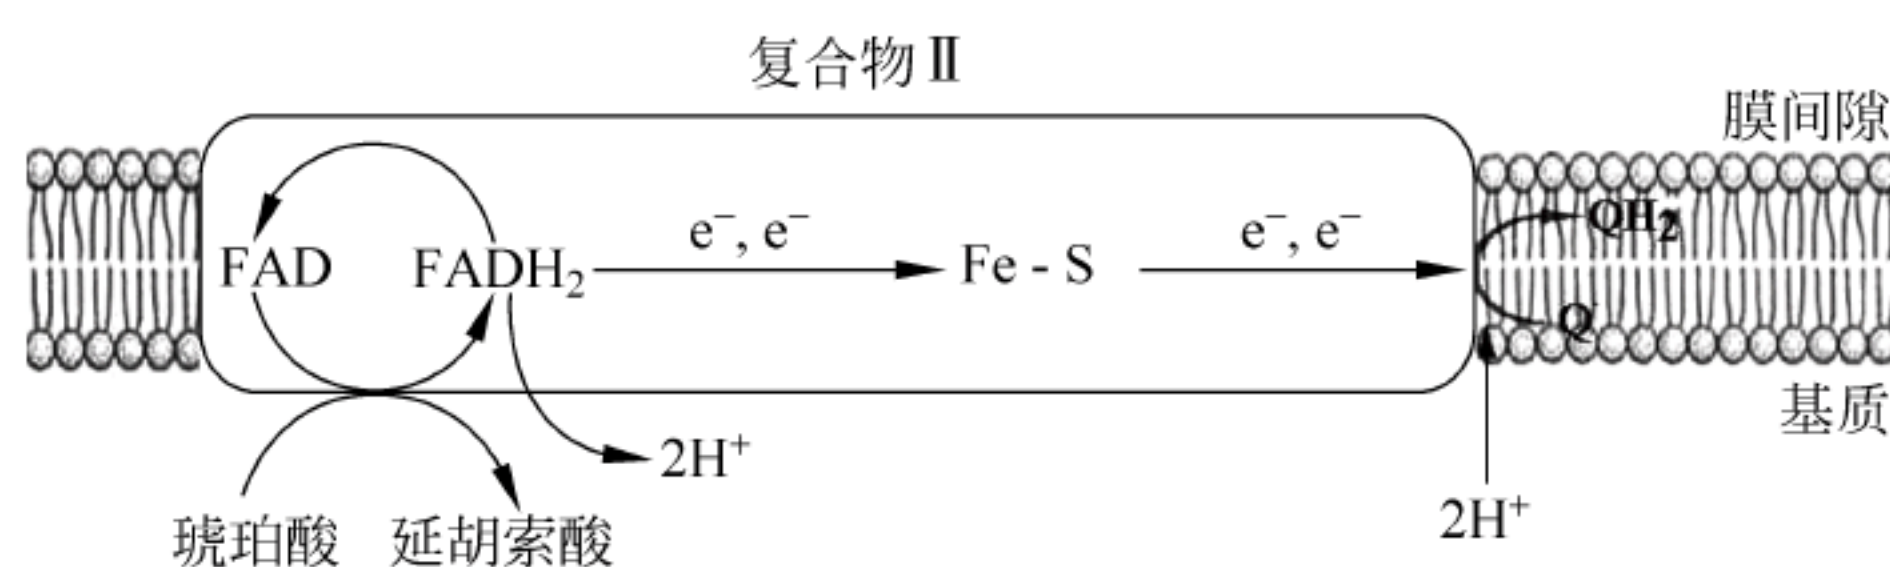 复合物Ⅱ
膜间隙
e⁻, e⁻
e⁻, e⁻
QH₂
FAD
FADH₂
Fe - S
Q
基质
2H⁺
2H⁺
琥珀酸
延胡索酸